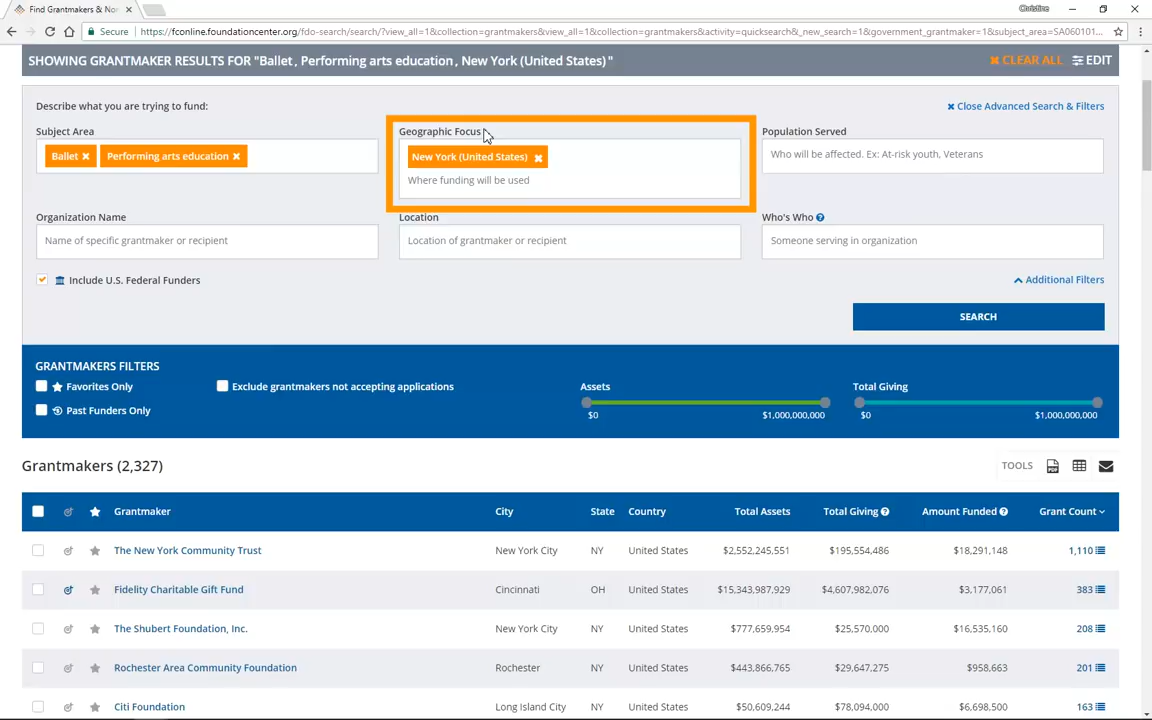 Find Grantmakers & No
Christine
Secure
https://fconline.foundationcenter.org/fdo-search/search/?view_all=1&collection=grantmakers&view_all=1&collection=grantmakers&activity=quicksearch&_new_search=1&government_grantmaker=1&subject_area=SA060101...
SHOWING GRANTMAKER RESULTS FOR "Ballet , Performing arts education , New York (United States) "
CLEAR ALL EDIT
Describe what you are trying to fund:
Close Advanced Search & Filters
Subject Area
Geographic Focus
Population Served
Ballet Performing arts education
New York (United States)
Where funding will be used
Who will be affected. Ex: At-risk youth, Veterans
Organization Name
Location
Who's Who
Name of specific grantmaker or recipient
Location of grantmaker or recipient
Someone serving in organization
Include U.S. Federal Funders
Additional Filters
SEARCH
GRANTMAKERS FILTERS
Favorites Only
Exclude grantmakers not accepting applications
Assets
Total Giving
Past Funders Only
$0 $1,000,000,000
$0 $1,000,000,000
Grantmakers (2,327)
TOOLS
PDF
Grantmaker City State Country Total Assets Total Giving Amount Funded Grant Count
The New York Community Trust New York City NY United States $2,552,245,551 $195,554,486 $18,291,148 1,110
Fidelity Charitable Gift Fund Cincinnati OH United States $15,343,987,929 $4,607,982,076 $3,177,061 383
The Shubert Foundation, Inc. New York City NY United States $777,659,954 $25,570,000 $16,535,160 208
Rochester Area Community Foundation Rochester NY United States $443,866,765 $29,647,275 $958,663 201
Citi Foundation Long Island City NY United States $50,609,244 $78,094,000 $6,698,500 163